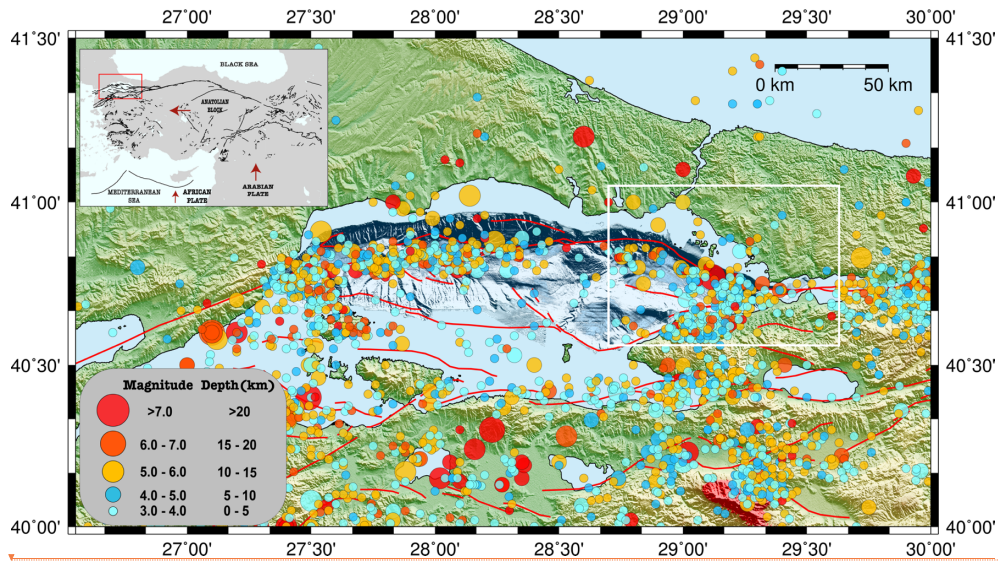 27°00' 27°30' 28°00' 28°30' 29°00' 29°30' 30°00'
41°30' 41°30'
BLACK SEA
ANATOLIAN
BLOCK
MEDITERRANEAN
SEA
AFRICAN
PLATE
ARABIAN
PLATE
0 km 50 km
41°00' 41°00'
40°30' 40°30'
Magnitude Depth(km)
>7.0 >20
6.0 - 7.0 15 - 20
5.0 - 6.0 10 - 15
4.0 - 5.0 5 - 10
3.0 - 4.0 0 - 5
40°00' 40°00'
27°00' 27°30' 28°00' 28°30' 29°00' 29°30' 30°00'